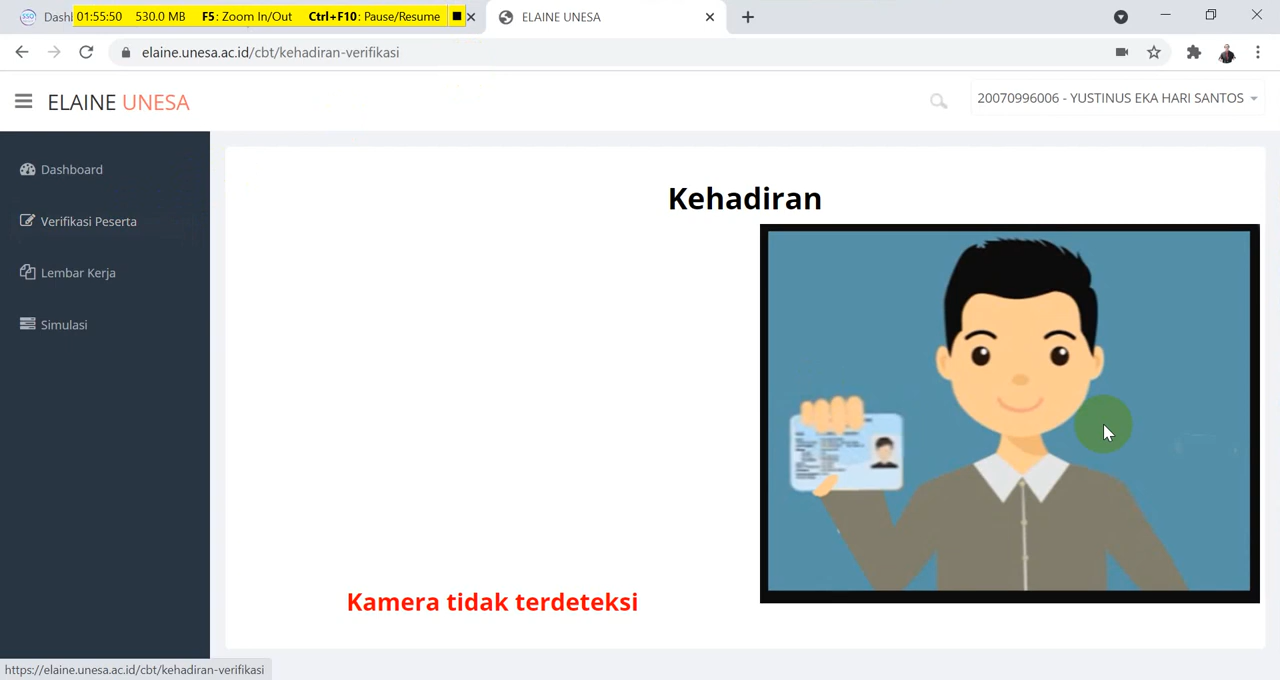 Dash
01:55:50 530.0 MB F5: Zoom In/Out Ctrl+F10: Pause/Resume
ELAINE UNESA
elaine.unesa.ac.id/cbt/kehadiran-verifikasi
ELAINE UNESA
20070996006 - YUSTINUS EKA HARI SANTOS
Dashboard
Verifikasi Peserta
Lembar Kerja
Simulasi
Kehadiran
Kamera tidak terdeteksi
https://elaine.unesa.ac.id/cbt/kehadiran-verifikasi